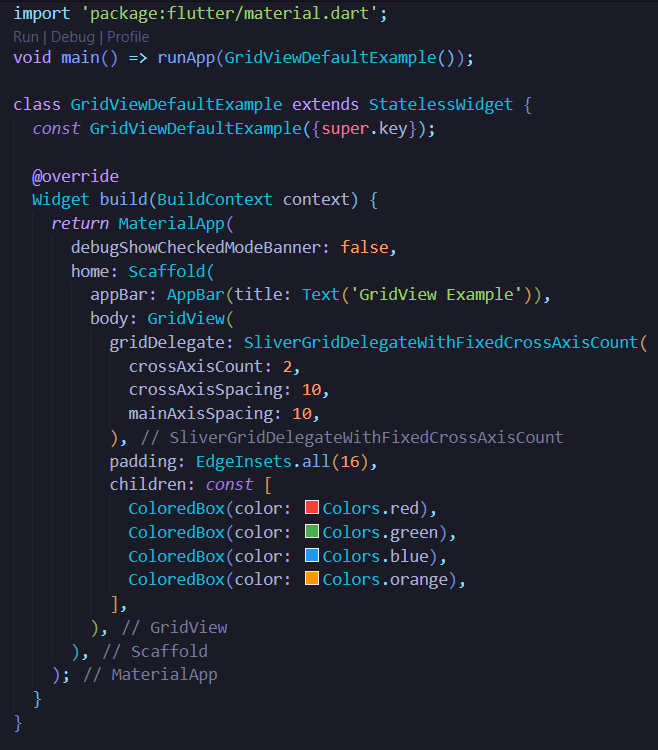 import 'package:flutter/material.dart';
Run | Debug | Profile
void main() => runApp(GridViewDefaultExample());
class GridViewDefaultExample extends StatelessWidget {
const GridViewDefaultExample({super.key});
@override
Widget build(BuildContext context) {
return MaterialApp(
debugShowCheckedModeBanner: false,
home: Scaffold(
appBar: AppBar(title: Text('GridView Example')),
body: GridView(
gridDelegate: SliverGridDelegateWithFixedCrossAxisCount(
crossAxisCount: 2,
crossAxisSpacing: 10,
mainAxisSpacing: 10,
), // SliverGridDelegateWithFixedCrossAxisCount
padding: EdgeInsets.all(16),
children: const [
ColoredBox(color: Colors.red),
ColoredBox(color: Colors.green),
ColoredBox(color: Colors.blue),
ColoredBox(color: Colors.orange),
],
), // GridView
), // Scaffold
); // MaterialApp
}
}